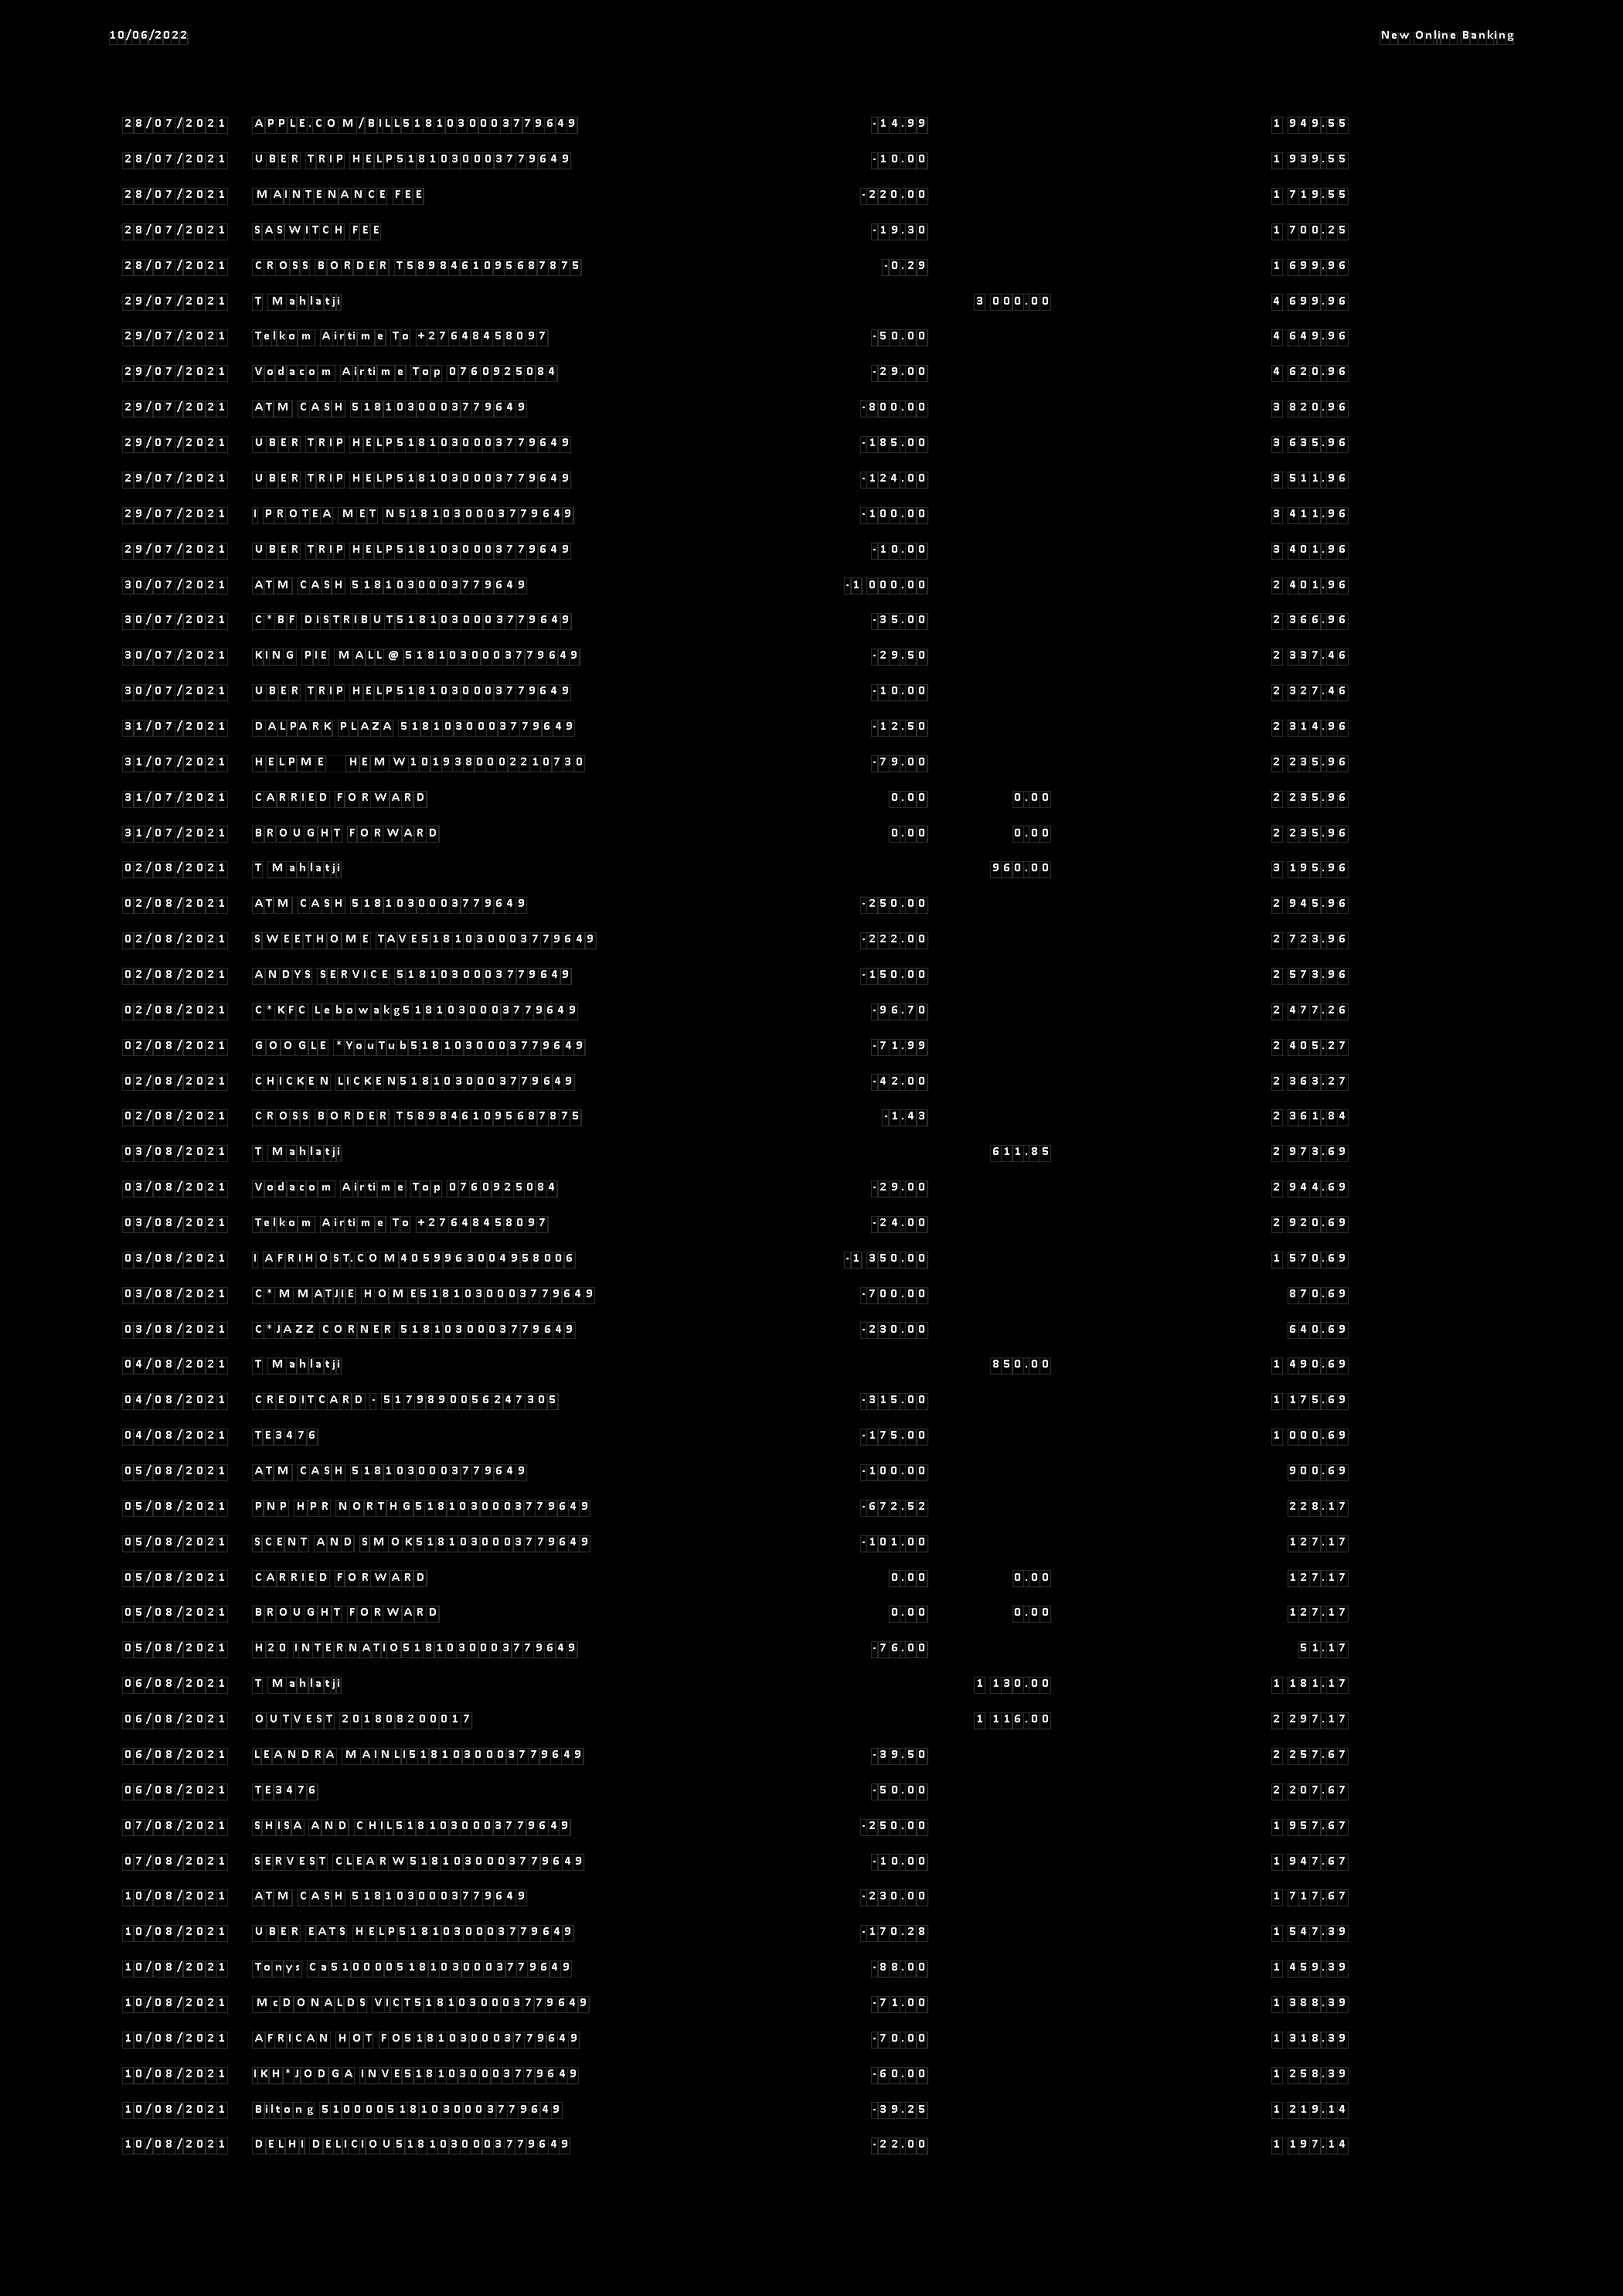 10/06/2022 New Online Banking
28/07/2021 APPLE.COM/BILL5181030003779649 -14.99 1 949.55
28/07/2021 UBER TRIP HELP5181030003779649 -10.00 1 939.55
28/07/2021 MAINTENANCE FEE -220.00 1 719.55
28/07/2021 SASWITCH FEE -19.30 1 700.25
28/07/2021 CROSS BORDER T5898461095687875 -0.29 1 699.96
29/07/2021 T Mahlatji 3 000.00 4 699.96
29/07/2021 Telkom Airtime To +27648458097 -50.00 4 649.96
29/07/2021 Vodacom Airtime Top 0760925084 -29.00 4 620.96
29/07/2021 ATM CASH 5181030003779649 -800.00 3 820.96
29/07/2021 UBER TRIP HELP5181030003779649 -185.00 3 635.96
29/07/2021 UBER TRIP HELP5181030003779649 -124.00 3 511.96
29/07/2021 I PROTEA MET N5181030003779649 -100.00 3 411.96
29/07/2021 UBER TRIP HELP5181030003779649 -10.00 3 401.96
30/07/2021 ATM CASH 5181030003779649 -1 000.00 2 401.96
30/07/2021 C*BF DISTRIBUT5181030003779649 -35.00 2 366.96
30/07/2021 KING PIE MALL@5181030003779649 -29.50 2 337.46
30/07/2021 UBER TRIP HELP5181030003779649 -10.00 2 327.46
31/07/2021 DALPARK PLAZA 5181030003779649 -12.50 2 314.96
31/07/2021 HELPME HEMW1019380002210730 -79.00 2 235.96
31/07/2021 CARRIED FORWARD 0.00 0.00 2 235.96
31/07/2021 BROUGHT FORWARD 0.00 0.00 2 235.96
02/08/2021 T Mahlatji 960.00 3 195.96
02/08/2021 ATM CASH 5181030003779649 -250.00 2 945.96
02/08/2021 SWEETHOME TAVE5181030003779649 -222.00 2 723.96
02/08/2021 ANDYS SERVICE 5181030003779649 -150.00 2 573.96
02/08/2021 C*KFC Lebowakg5181030003779649 -96.70 2 477.26
02/08/2021 GOOGLE *YouTub5181030003779649 -71.99 2 405.27
02/08/2021 CHICKEN LICKEN5181030003779649 -42.00 2 363.27
02/08/2021 CROSS BORDER T5898461095687875 -1.43 2 361.84
03/08/2021 T Mahlatji 611.85 2 973.69
03/08/2021 Vodacom Airtime Top 0760925084 -29.00 2 944.69
03/08/2021 Telkom Airtime To +27648458097 -24.00 2 920.69
03/08/2021 I AFRIHOST.COM4059963004958006 -1 350.00 1 570.69
03/08/2021 C*MMATJIE HOME5181030003779649 -700.00 870.69
03/08/2021 C*JAZZ CORNER 5181030003779649 -230.00 640.69
04/08/2021 T Mahlatji 850.00 1 490.69
04/08/2021 CREDITCARD - 5179890056247305 -315.00 1 175.69
04/08/2021 TE3476 -175.00 1 000.69
05/08/2021 ATM CASH 5181030003779649 -100.00 900.69
05/08/2021 PNP HPR NORTHG5181030003779649 -672.52 228.17
05/08/2021 SCENT AND SMOK5181030003779649 -101.00 127.17
05/08/2021 CARRIED FORWARD 0.00 0.00 127.17
05/08/2021 BROUGHT FORWARD 0.00 0.00 127.17
05/08/2021 H20 INTERNATIO5181030003779649 -76.00 51.17
06/08/2021 T Mahlatji 1 130.00 1 181.17
06/08/2021 OUTVEST 201808200017 1 116.00 2 297.17
06/08/2021 LEANDRA MAINLI5181030003779649 -39.50 2 257.67
06/08/2021 TE3476 -50.00 2 207.67
07/08/2021 SHISA AND CHIL5181030003779649 -250.00 1 957.67
07/08/2021 SERVEST CLEARW5181030003779649 -10.00 1 947.67
10/08/2021 ATM CASH 5181030003779649 -230.00 1 717.67
10/08/2021 UBER EATS HELP5181030003779649 -170.28 1 547.39
10/08/2021 Tonys Ca5100005181030003779649 -88.00 1 459.39
10/08/2021 McDONALDS VICT5181030003779649 -71.00 1 388.39
10/08/2021 AFRICAN HOT FO5181030003779649 -70.00 1 318.39
10/08/2021 IKH*JODGA INVE5181030003779649 -60.00 1 258.39
10/08/2021 Biltong 5100005181030003779649 -39.25 1 219.14
10/08/2021 DELHI DELICIOU5181030003779649 -22.00 1 197.14